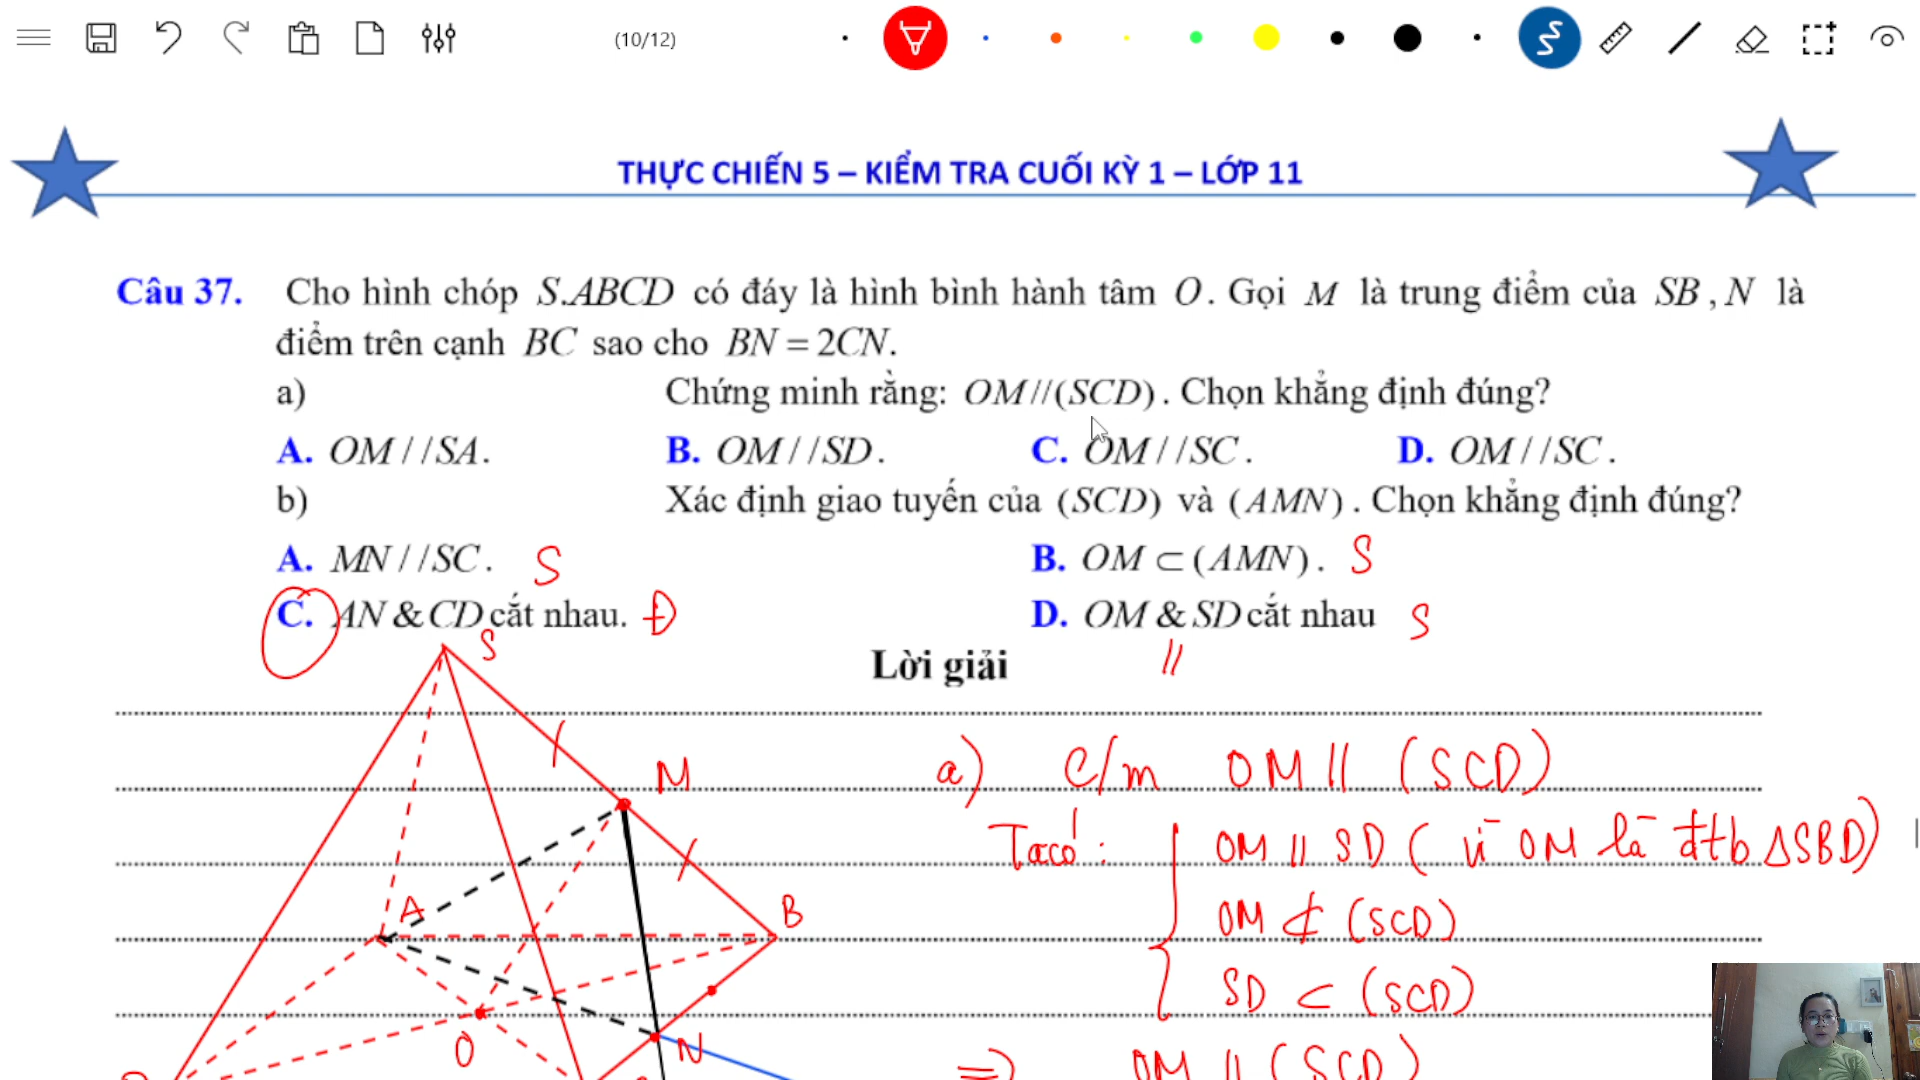 (10/12)
THỰC CHIẾN 5 – KIỂM TRA CUỐI KỲ 1 – LỚP 11
Câu 37. Cho hình chóp S.ABCD có đáy là hình bình hành tâm O. Gọi M là trung điểm của SB, N là
điểm trên cạnh BC sao cho BN = 2CN.
a) Chứng minh rằng: OM//(SCD). Chọn khẳng định đúng?
A. OM//SA. B. OM//SD. C. OM//SC. D. OM//SC.
b) Xác định giao tuyến của (SCD) và (AMN). Chọn khẳng định đúng?
A. MN//SC. S B. OM⊂(AMN). S
C. AN & CD cắt nhau. Đ D. OM & SD cắt nhau S
S
Lời giải //
M
a) C/m OM // (SCD)
Ta có: OM // SD ( vì OM là đtb ΔSBD)
A B
OM ⊄ (SCD)
SD ⊂ (SCD)
O N
=> OM // (SCD)